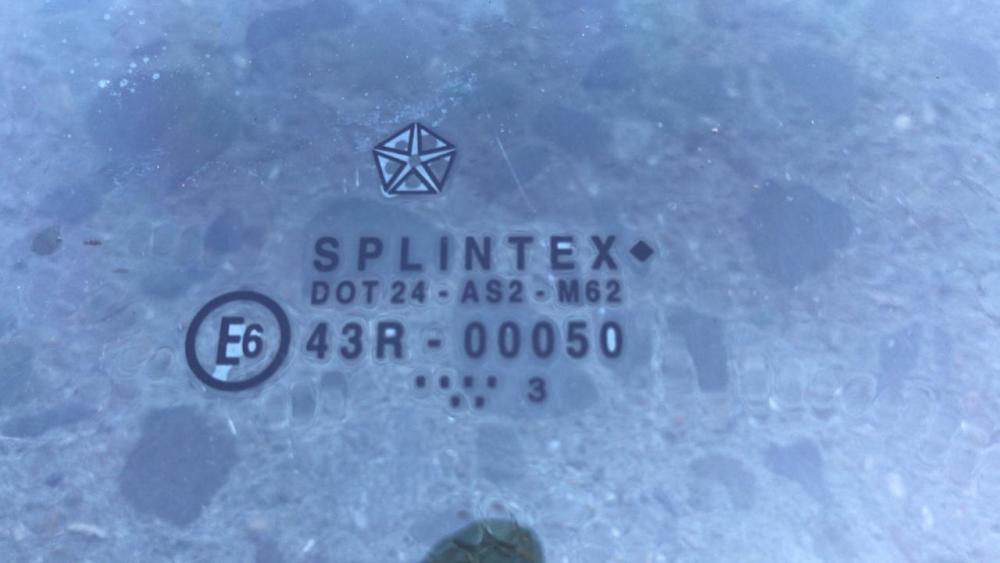 SPLINTEX◆
DOT 24 - AS2 - M62
E6 43R - 00050
3